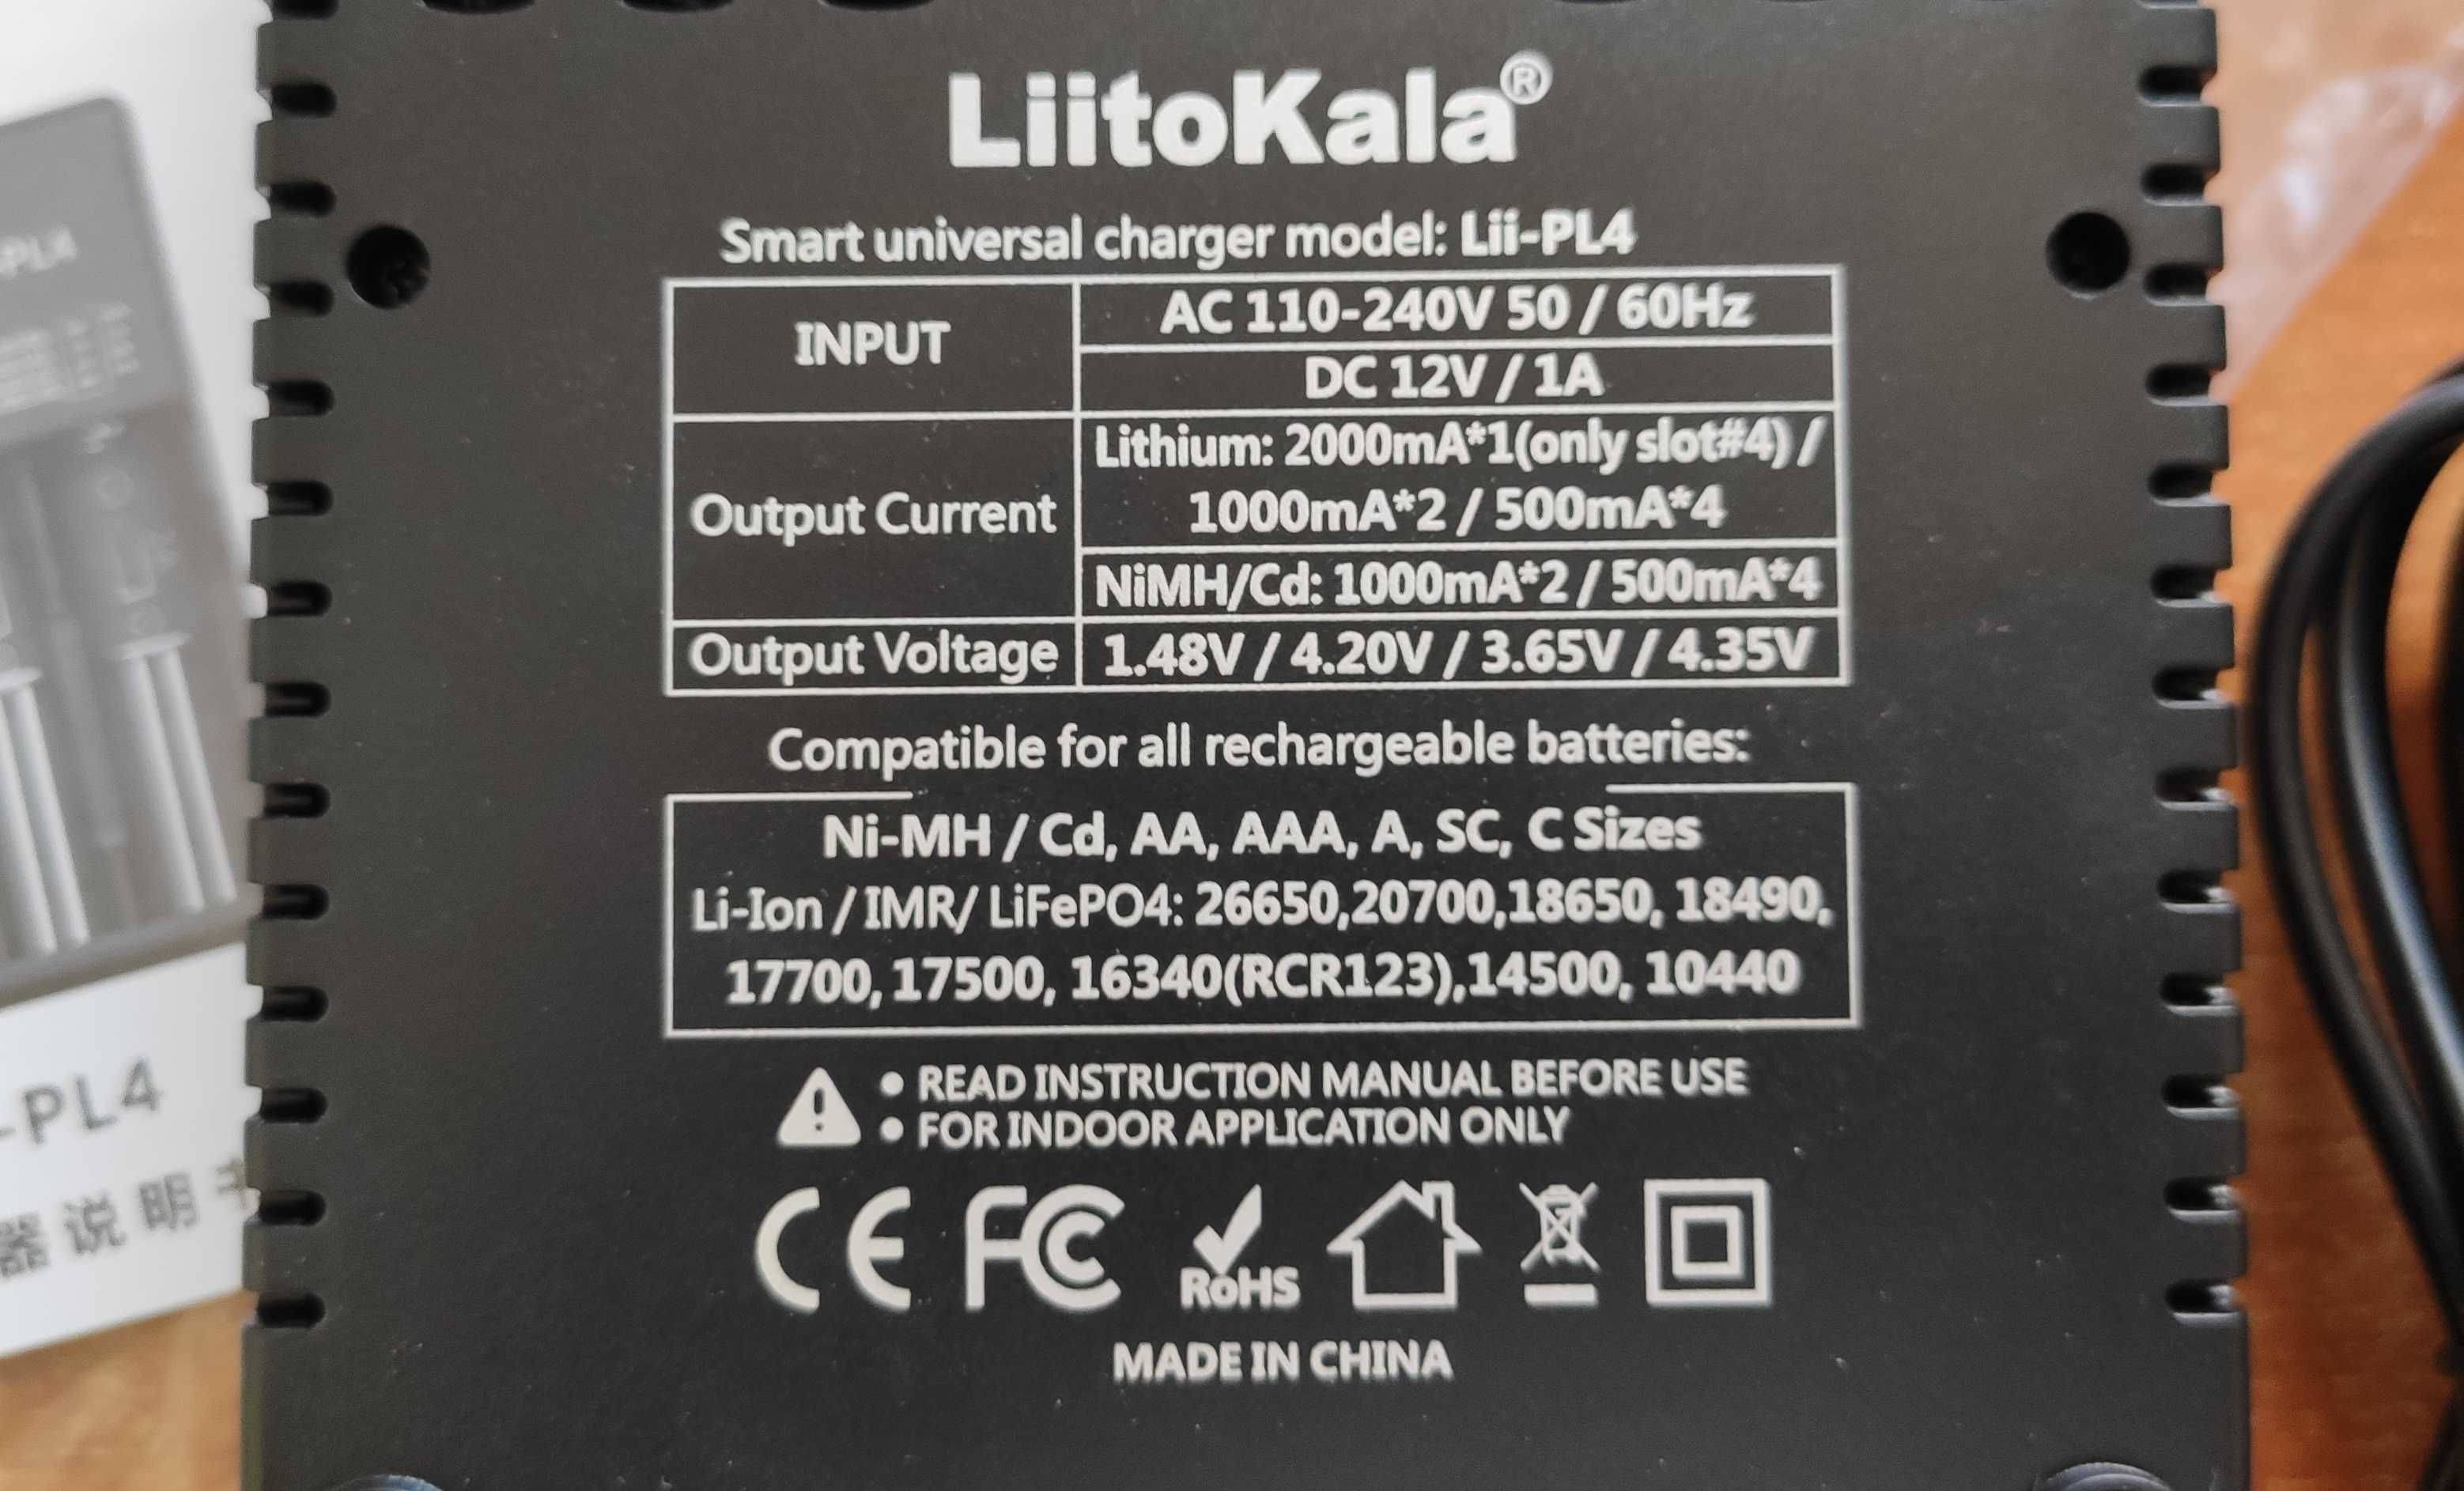 LiitoKala®
Smart universal charger model: Lii-PL4
INPUT
AC 110-240V 50 / 60Hz
DC 12V / 1A
Output Current
Lithium: 2000mA*1(only slot#4) /
1000mA*2 / 500mA*4
NiMH/Cd: 1000mA*2 / 500mA*4
Output Voltage
1.48V / 4.20V / 3.65V / 4.35V
Compatible for all rechargeable batteries:
Ni-MH / Cd, AA, AAA, A, SC, C Sizes
Li-Ion / IMR/ LiFePO4: 26650,20700,18650, 18490,
17700, 17500, 16340(RCR123),14500, 10440
• READ INSTRUCTION MANUAL BEFORE USE
• FOR INDOOR APPLICATION ONLY
CE FC RoHS
MADE IN CHINA
-PL4
-PL4
器说明